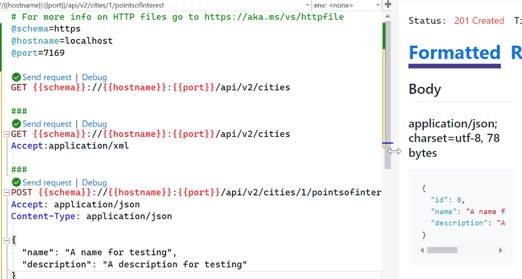 //{{hostname}}:{{port}}/api/v2/cities/1/pointsofinterest
env: <none>
# For more info on HTTP files go to https://aka.ms/vs/httpfile
@schema=https
@hostname=localhost
@port=7169
Send request | Debug
GET {{schema}}://{{hostname}}:{{port}}/api/v2/cities
###
Send request | Debug
GET {{schema}}://{{hostname}}:{{port}}/api/v2/cities
Accept:application/xml
###
Send request | Debug
POST {{schema}}://{{hostname}}:{{port}}/api/v2/cities/1/pointsofinter
Accept: application/json
Content-Type: application/json
{
"name": "A name for testing",
"description": "A description for testing"
}
Status: 201 Created Ti
Formatted R
Body
application/json;
charset=utf-8, 78
bytes
{
"id": 8,
"name": "A name f
"description": "A
}